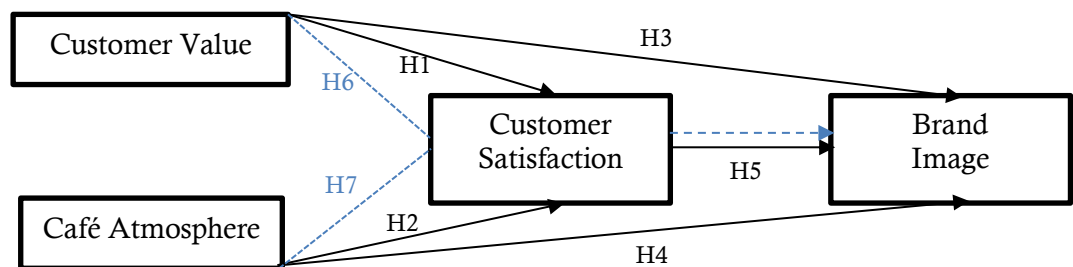 Customer Value
H3
H1
H6
Customer
Satisfaction
Brand
Image
H5
H7
Café Atmosphere
H2
H4